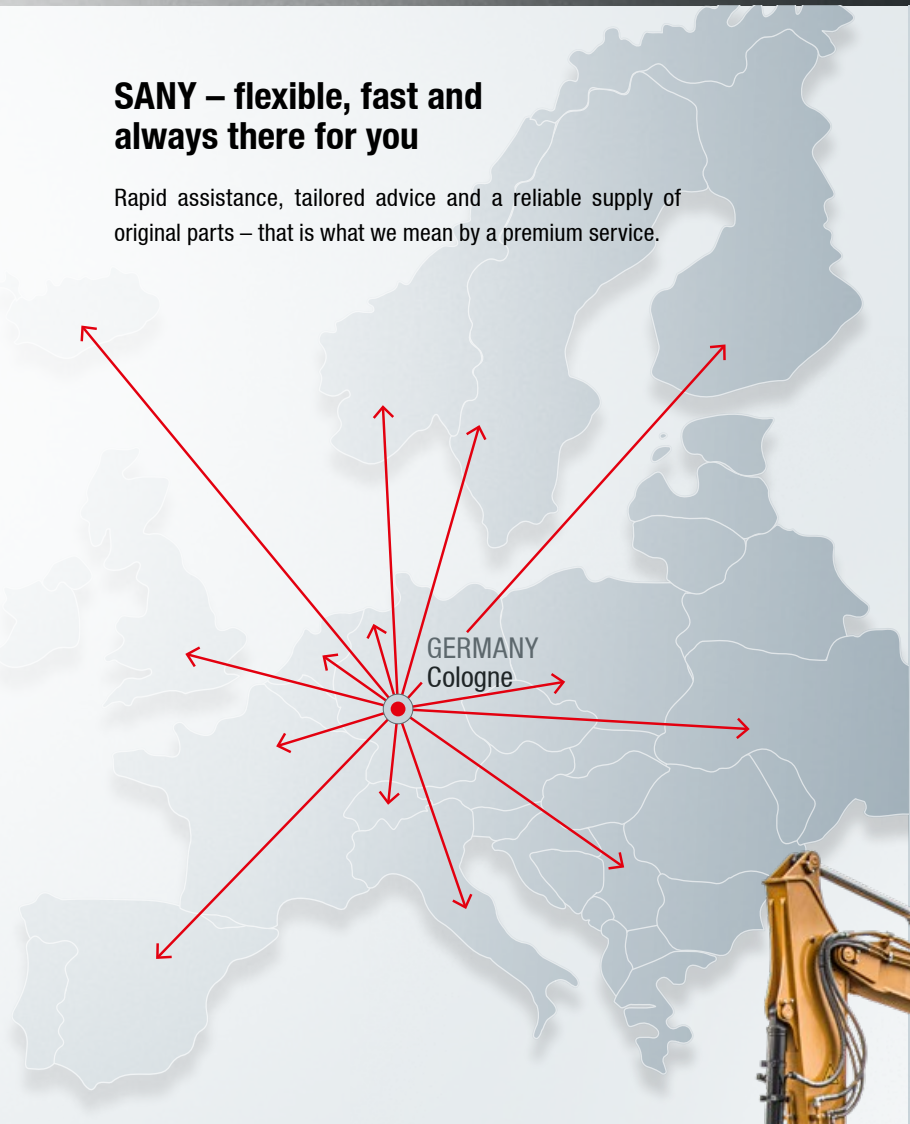 SANY – flexible, fast and
always there for you
Rapid assistance, tailored advice and a reliable supply of
original parts – that is what we mean by a premium service.
GERMANY
Cologne